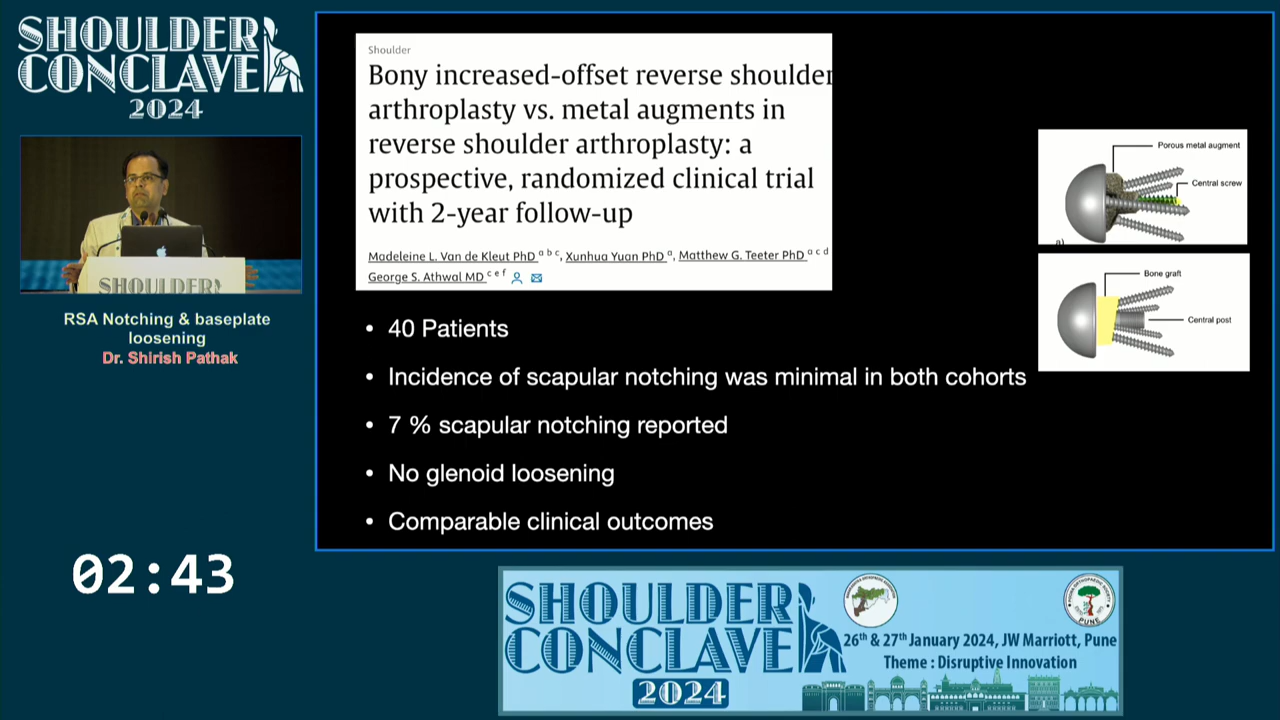 SHOULDER
CONCLAVE
2024
SHOULDER
RSA Notching & baseplate
loosening
Dr. Shirish Pathak
02:43
Shoulder
Bony increased-offset reverse shoulder
arthroplasty vs. metal augments in
reverse shoulder arthroplasty: a
prospective, randomized clinical trial
with 2-year follow-up
Madeleine L. Van de Kleut PhD a b c, Xunhua Yuan PhD a, Matthew G. Teeter PhD a c d
George S. Athwal MD c e f
• 40 Patients
• Incidence of scapular notching was minimal in both cohorts
• 7 % scapular notching reported
• No glenoid loosening
• Comparable clinical outcomes
Porous metal augment
Central screw
Bone graft
Central post
SHOULDER
CONCLAVE
2024
PUNE
26th & 27th January 2024, JW Marriott, Pune
Theme : Disruptive Innovation